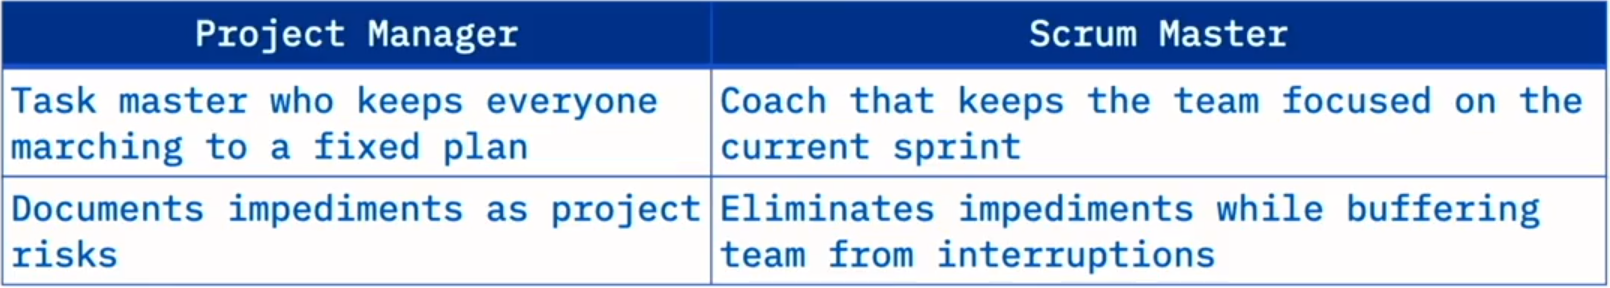 Project Manager
Scrum Master
Task master who keeps everyone
marching to a fixed plan
Coach that keeps the team focused on the
current sprint
Documents impediments as project
risks
Eliminates impediments while buffering
team from interruptions